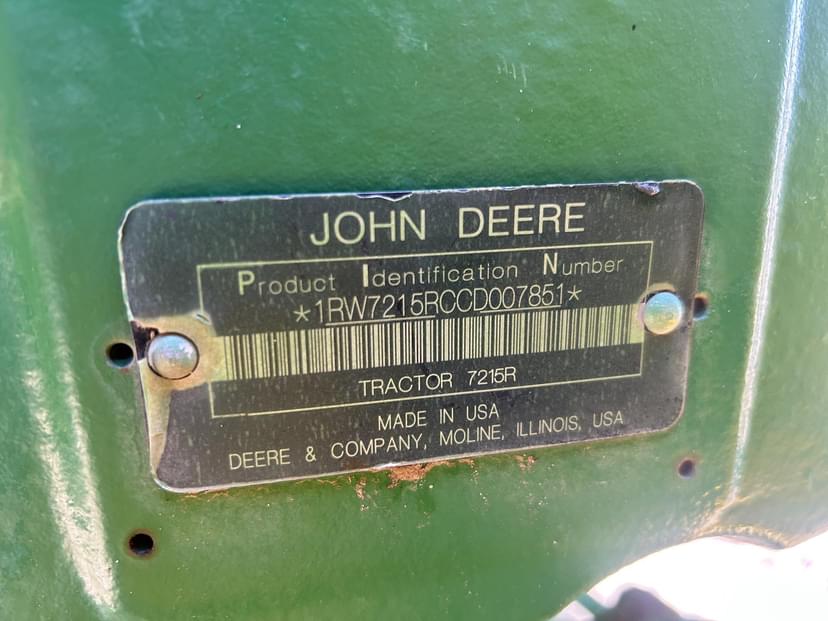 JOHN DEERE
Product Identification Number
*1RW7215RCCD007851*
TRACTOR 7215R
MADE IN USA
DEERE & COMPANY, MOLINE, ILLINOIS, USA